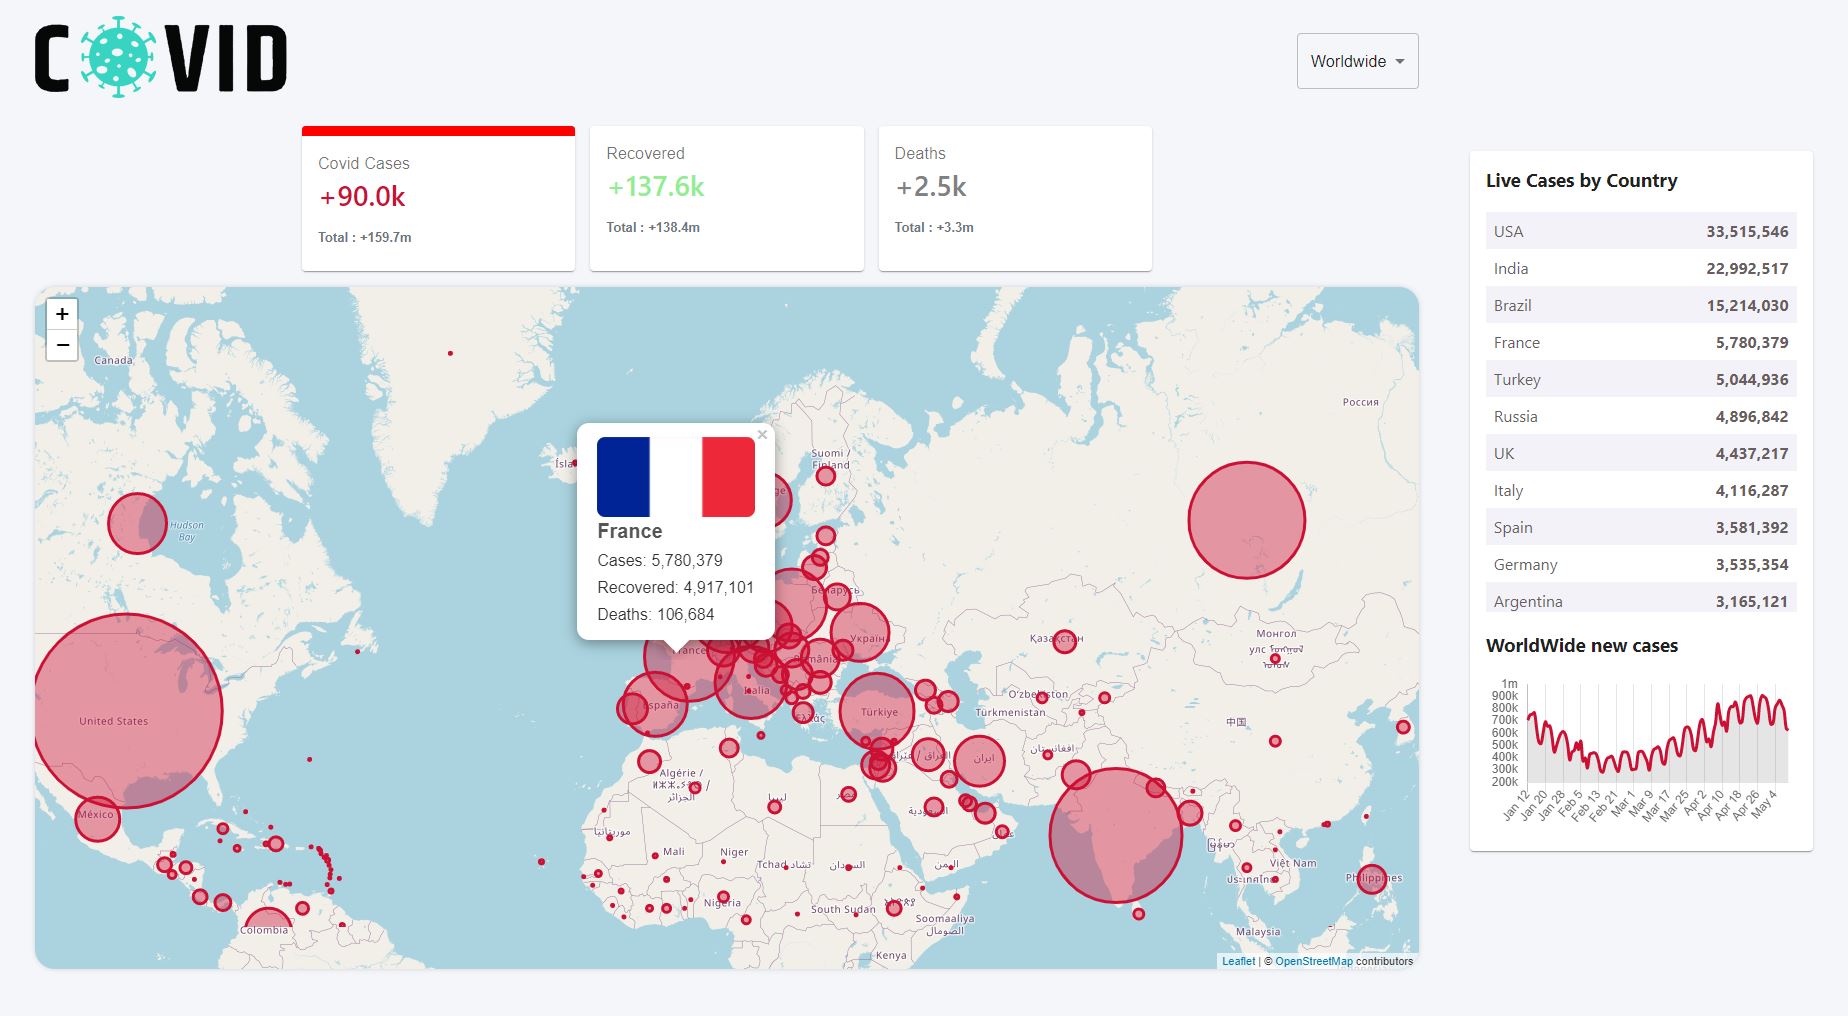 COVID
Worldwide
Covid Cases
+90.0k
Total : +159.7m
Recovered
+137.6k
Total : +138.4m
Deaths
+2.5k
Total : +3.3m
+
−
Canada
Hudson
Bay
United States
México
Colombia
Ísla
×
France
Cases: 5,780,379
Recovered: 4,917,101
Deaths: 106,684
Suomi /
Finland
Россия
Беларусь
Україна
France
România
Italia
España
Ελλάς
Türkiye
Қазақстан
Монгол
улс
O'zbekiston
Türkmenistan
中国
افغانستان
ایران
العراق /
Algérie /
ⵍⵣⵣⴰⵢⴻⵔ /
الجزائر
ليبيا
مصر
السعودية
عمان
موريتانيا
Mali
Niger
Tchad تشاد
السودان
اليمن
Nigeria
South Sudan
Soomaaliya
الصومال
Kenya
Việt Nam
ประเทศไทย
Philippines
Malaysia
Leaflet | © OpenStreetMap contributors
Live Cases by Country
USA 33,515,546
India 22,992,517
Brazil 15,214,030
France 5,780,379
Turkey 5,044,936
Russia 4,896,842
UK 4,437,217
Italy 4,116,287
Spain 3,581,392
Germany 3,535,354
Argentina 3,165,121
WorldWide new cases
1m
900k
800k
700k
600k
500k
400k
300k
200k
Jan 12
Jan 20
Jan 28
Feb 5
Feb 13
Feb 21
Mar 1
Mar 9
Mar 17
Mar 25
Apr 2
Apr 10
Apr 18
Apr 26
May 4